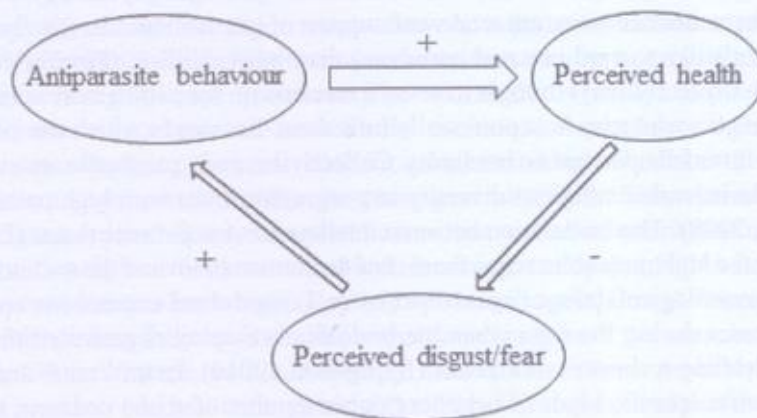 +
Antiparasite behaviour
Perceived health
+
-
Perceived disgust/fear